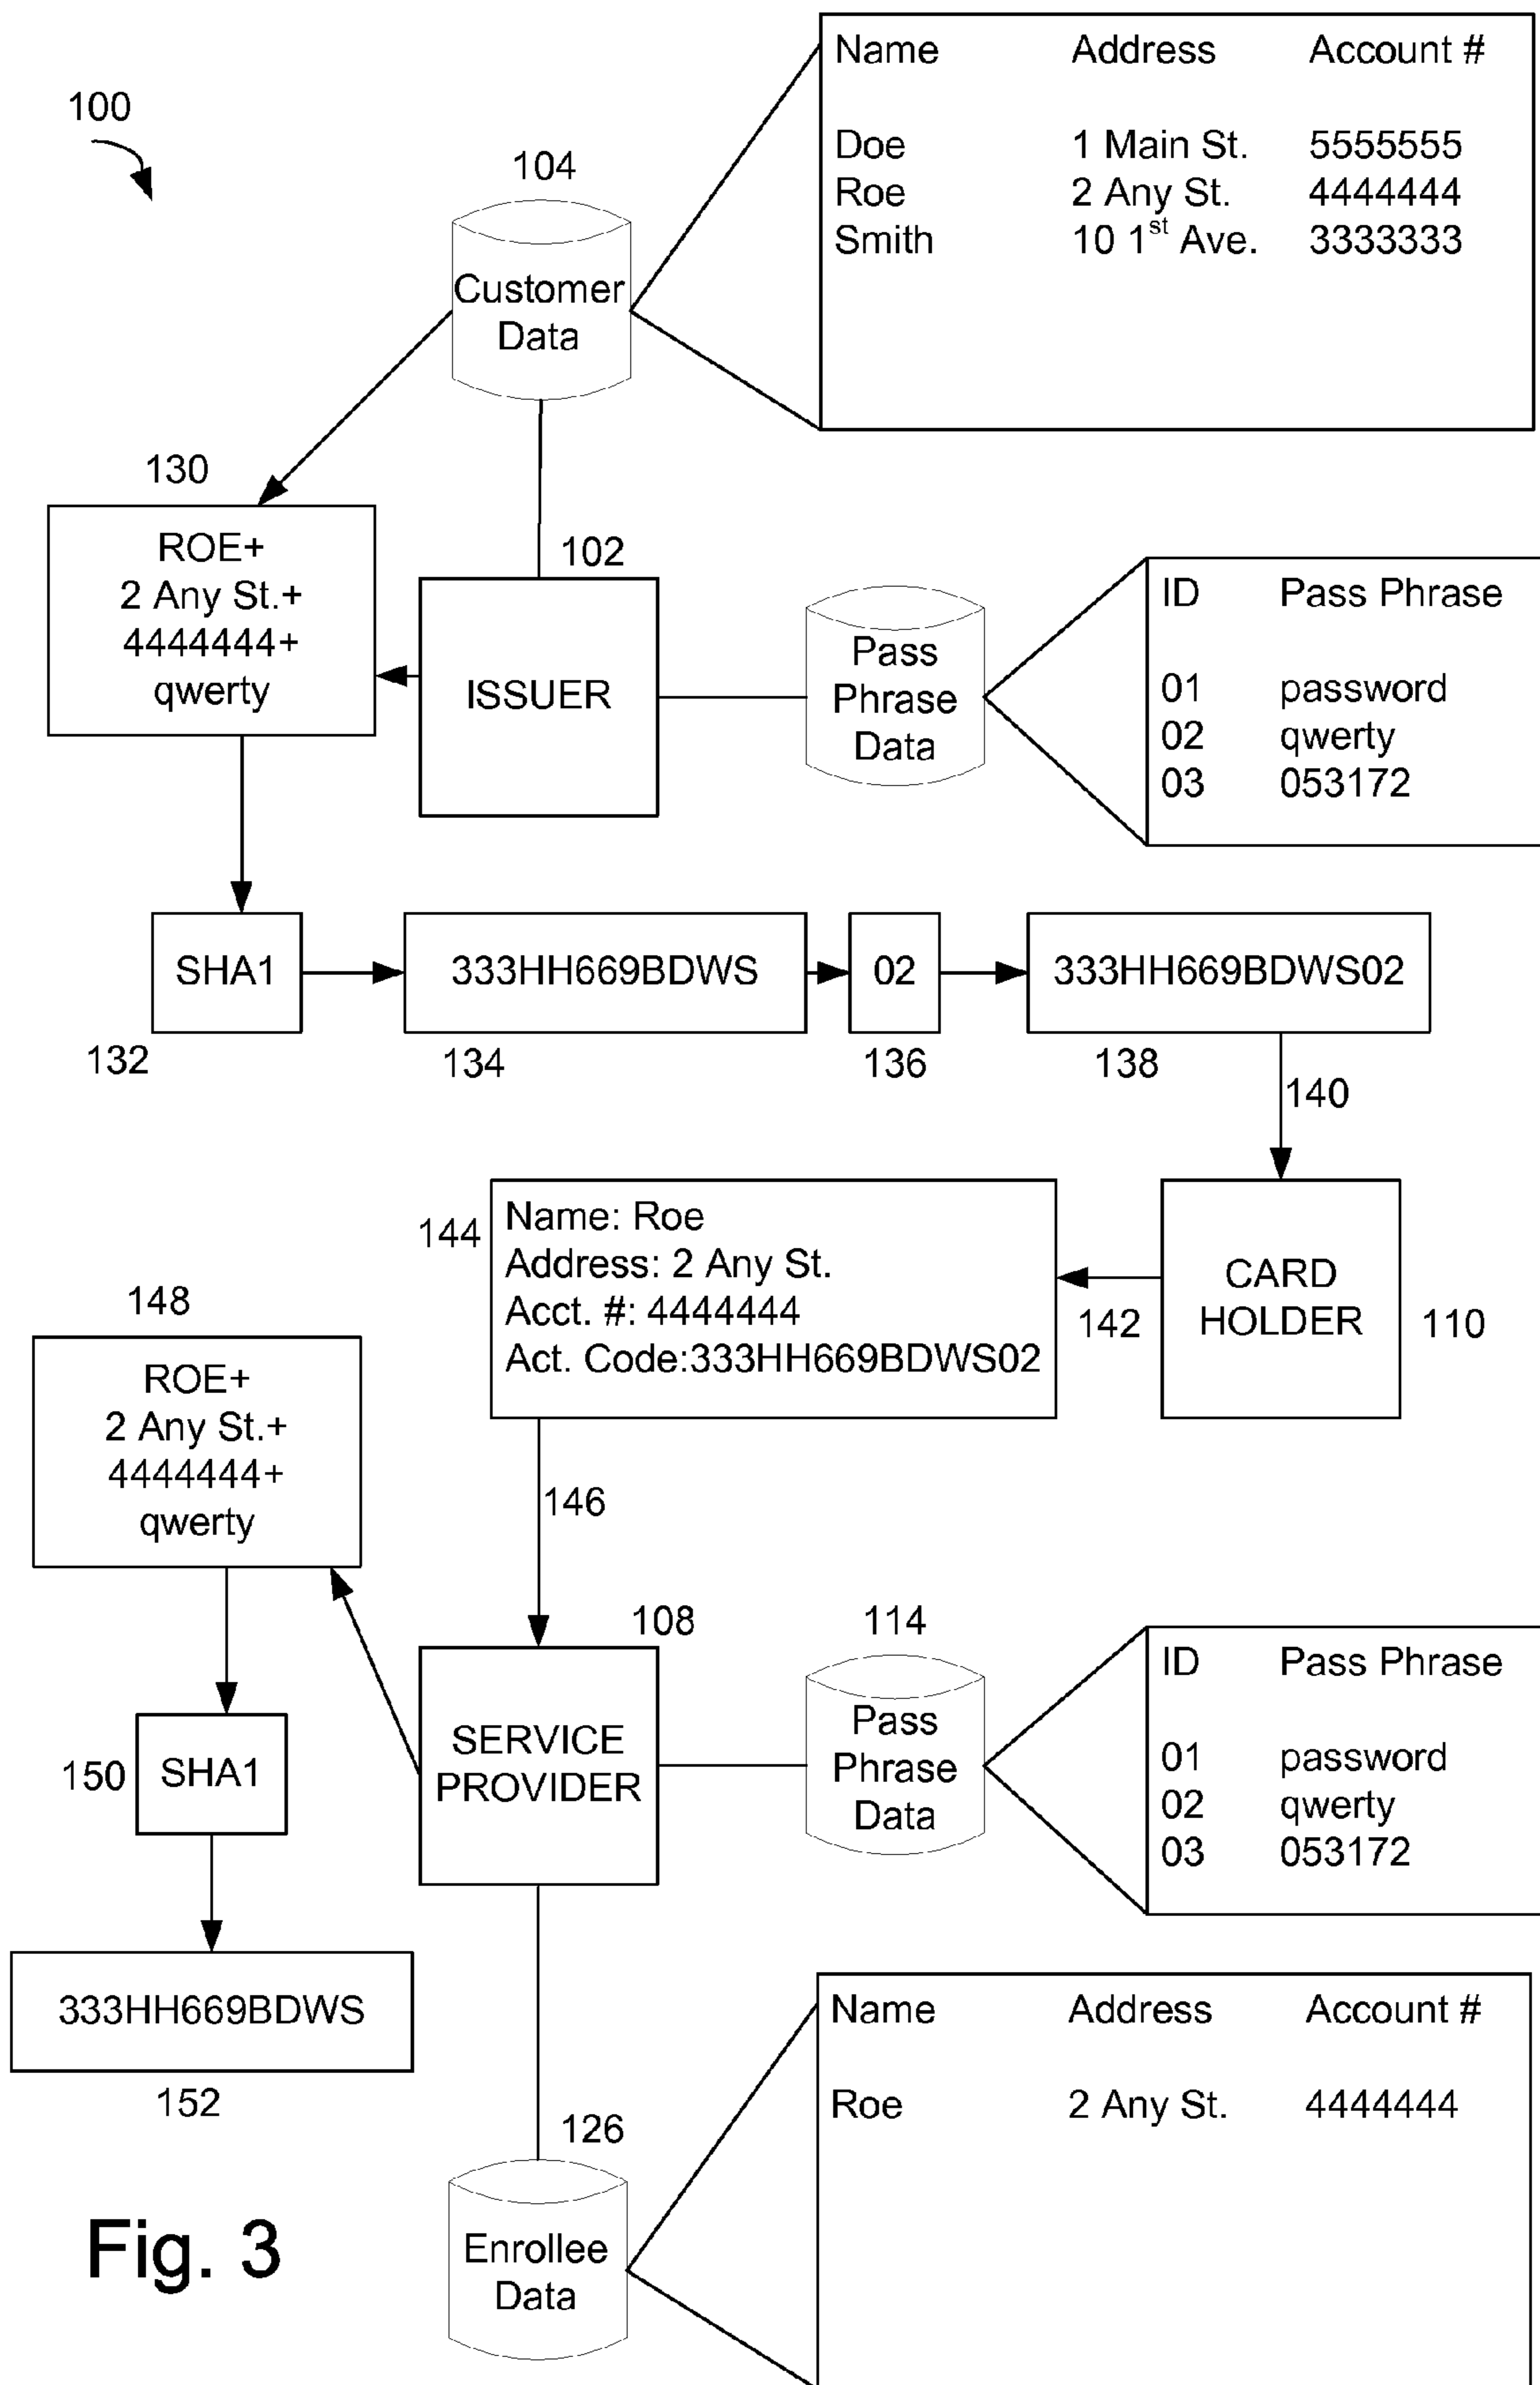 100
104
Customer
Data
Name Address Account #
Doe 1 Main St. 5555555
Roe 2 Any St. 4444444
Smith 10 1st Ave. 3333333
130
ROE+
2 Any St.+
4444444+
qwerty
102
ISSUER
Pass
Phrase
Data
ID Pass Phrase
01 password
02 qwerty
03 053172
SHA1
132
333HH669BDWS
134
02
136
333HH669BDWS02
138
140
144
Name: Roe
Address: 2 Any St.
Acct. #: 4444444
Act. Code:333HH669BDWS02
142
CARD
HOLDER
110
148
ROE+
2 Any St.+
4444444+
qwerty
146
108
SERVICE
PROVIDER
114
Pass
Phrase
Data
ID Pass Phrase
01 password
02 qwerty
03 053172
150
SHA1
333HH669BDWS
152
126
Enrollee
Data
Name Address Account #
Roe 2 Any St. 4444444
Fig. 3